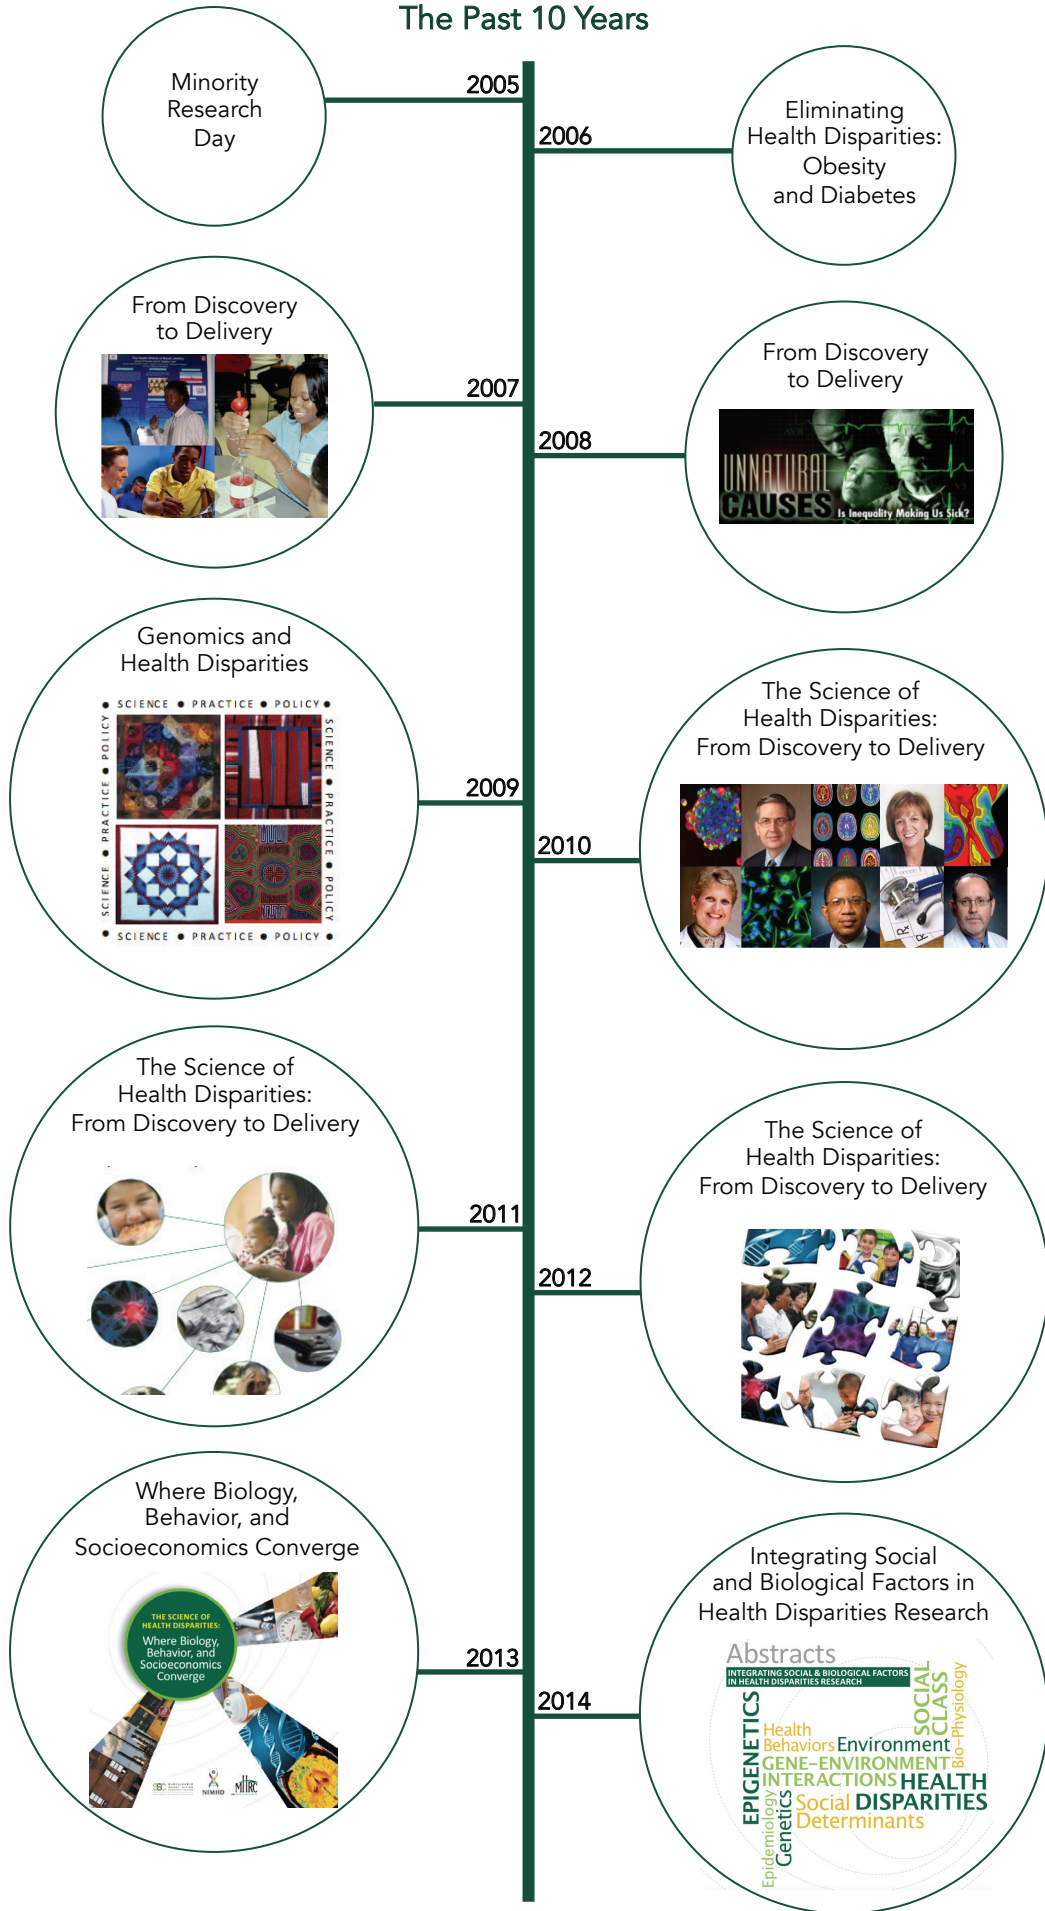 The Past 10 Years
2005
Minority
Research
Day
2006
Eliminating
Health Disparities:
Obesity
and Diabetes
2007
From Discovery
to Delivery
2008
From Discovery
to Delivery
UNNATURAL
CAUSES Is Inequality Making Us Sick?
2009
Genomics and
Health Disparities
SCIENCE ● PRACTICE ● POLICY ●
SCIENCE ● PRACTICE ● POLICY
SCIENCE ● PRACTICE ● POLICY
SCIENCE ● PRACTICE ● POLICY ●
2010
The Science of
Health Disparities:
From Discovery to Delivery
2011
The Science of
Health Disparities:
From Discovery to Delivery
2012
The Science of
Health Disparities:
From Discovery to Delivery
2013
Where Biology,
Behavior, and
Socioeconomics Converge
THE SCIENCE OF
HEALTH DISPARITIES:
Where Biology,
Behavior, and
Socioeconomics
Converge
NIMHD
MHRC
2014
Integrating Social
and Biological Factors in
Health Disparities Research
Abstracts
INTEGRATING SOCIAL & BIOLOGICAL FACTORS
IN HEALTH DISPARITIES RESEARCH
EPIGENETICS
SOCIAL
CLASS
Bio-Physiology
Health
Behaviors Environment
GENE-ENVIRONMENT
INTERACTIONS HEALTH
Social DISPARITIES
Determinants
Epidemiology
Genetics